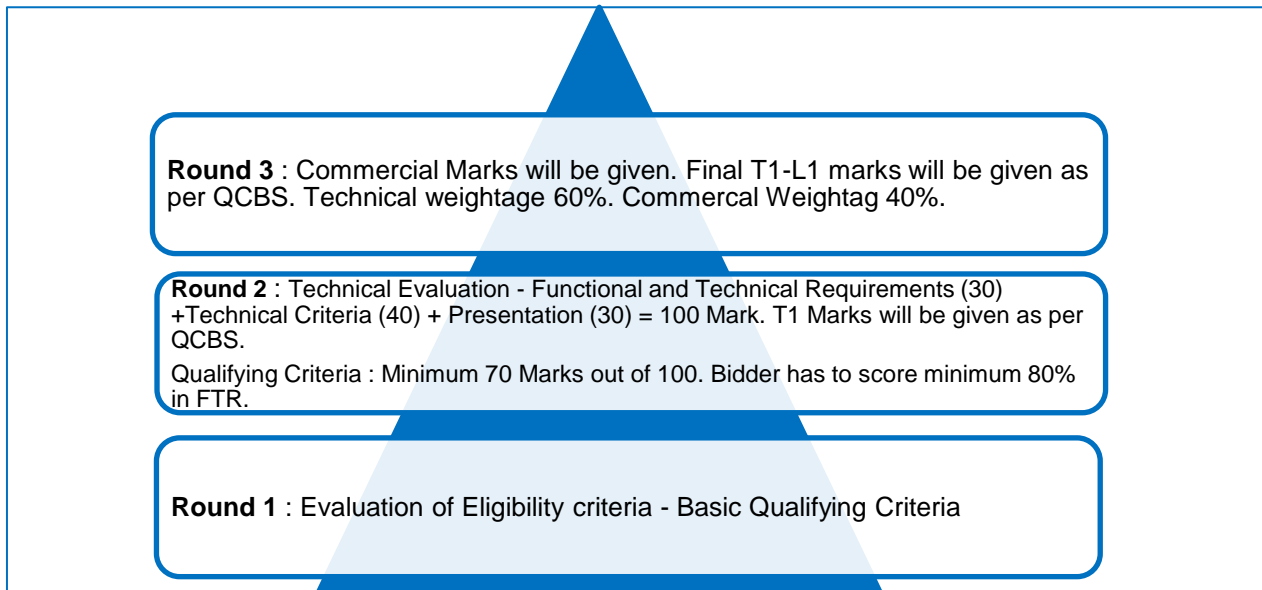 Round 3 : Commercial Marks will be given. Final T1-L1 marks will be given as
per QCBS. Technical weightage 60%. Commercal Weightag 40%.
Round 2 : Technical Evaluation - Functional and Technical Requirements (30)
+Technical Criteria (40) + Presentation (30) = 100 Mark. T1 Marks will be given as per
QCBS.
Qualifying Criteria : Minimum 70 Marks out of 100. Bidder has to score minimum 80%
in FTR.
Round 1 : Evaluation of Eligibility criteria - Basic Qualifying Criteria